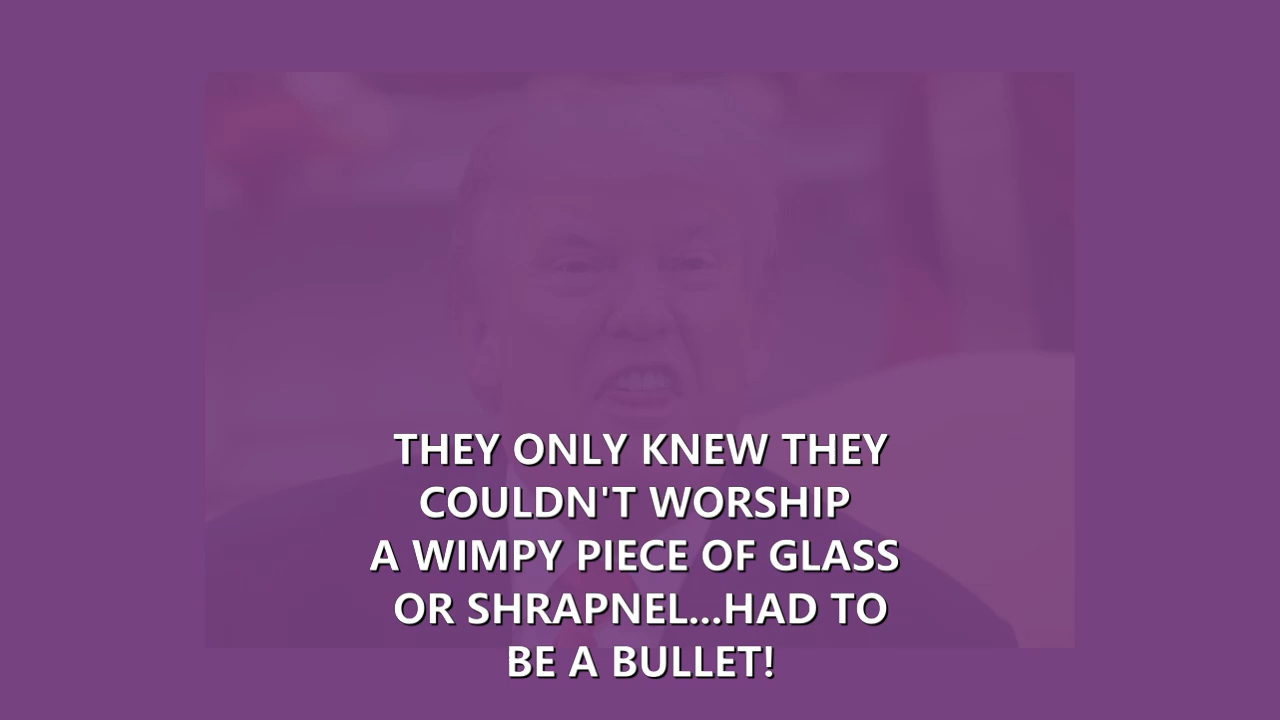 THEY ONLY KNEW THEY
COULDN'T WORSHIP
A WIMPY PIECE OF GLASS
OR SHRAPNEL...HAD TO
BE A BULLET!